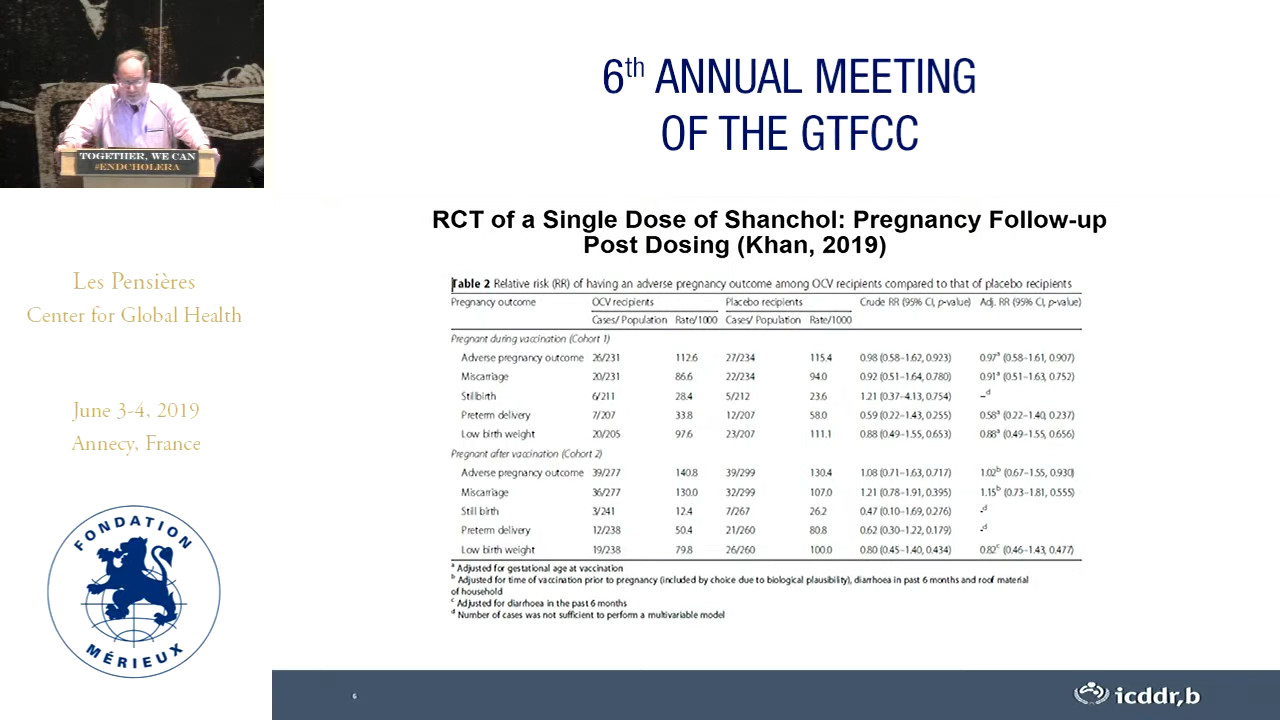 TOGETHER, WE CAN
#ENDCHOLERA
6th ANNUAL MEETING
OF THE GTFCC
Les Pensières
Center for Global Health
June 3-4, 2019
Annecy, France
FONDATION
MÉRIEUX
RCT of a Single Dose of Shanchol: Pregnancy Follow-up
Post Dosing (Khan, 2019)
Table 2 Relative risk (RR) of having an adverse pregnancy outcome among OCV recipients compared to that of placebo recipients
Pregnancy outcome OCV recipients Placebo recipients Crude RR (95% CI, p-value) Adj. RR (95% CI, p-value)
Cases/ Population Rate/1000 Cases/ Population Rate/1000
Pregnant during vaccination (Cohort 1)
Adverse pregnancy outcome 26/231 112.6 27/234 115.4 0.98 (0.58–1.62, 0.923) 0.97a (0.58–1.61, 0.907)
Miscarriage 20/231 86.6 22/234 94.0 0.92 (0.51–1.64, 0.780) 0.91a (0.51–1.63, 0.752)
Stillbirth 6/211 28.4 5/212 23.6 1.21 (0.37–4.13, 0.754) –d
Preterm delivery 7/207 33.8 12/207 58.0 0.59 (0.22–1.43, 0.255) 0.58a (0.22–1.40, 0.237)
Low birth weight 20/205 97.6 23/207 111.1 0.88 (0.49–1.55, 0.653) 0.88a (0.49–1.55, 0.656)
Pregnant after vaccination (Cohort 2)
Adverse pregnancy outcome 39/277 140.8 39/299 130.4 1.08 (0.71–1.63, 0.717) 1.02b (0.67–1.55, 0.930)
Miscarriage 36/277 130.0 32/299 107.0 1.21 (0.78–1.91, 0.395) 1.15b (0.73–1.81, 0.555)
Still birth 3/241 12.4 7/267 26.2 0.47 (0.10–1.69, 0.276) -d
Preterm delivery 12/238 50.4 21/260 80.8 0.62 (0.30–1.22, 0.179) -d
Low birth weight 19/238 79.8 26/260 100.0 0.80 (0.45–1.40, 0.434) 0.82c (0.46–1.43, 0.477)
a Adjusted for gestational age at vaccination
b Adjusted for time of vaccination prior to pregnancy (included by choice due to biological plausibility), diarrhoea in past 6 months and roof material
of household
c Adjusted for diarrhoea in the past 6 months
d Number of cases was not sufficient to perform a multivariable model
6
icddr,b